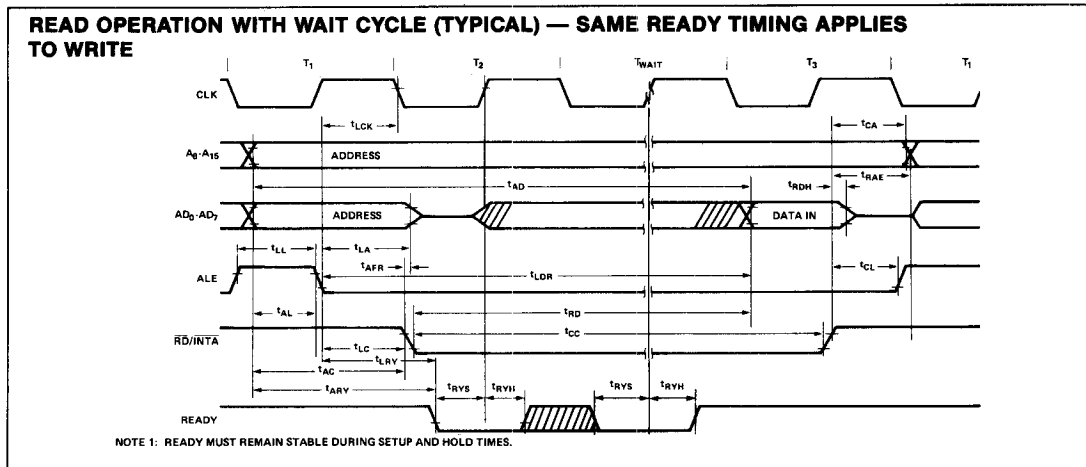 READ OPERATION WITH WAIT CYCLE (TYPICAL) — SAME READY TIMING APPLIES
TO WRITE
T1 T2 TWAIT T3 T1
CLK
tLCK tCA
A8-A15 ADDRESS
tRAE
tAD tRDH
AD0-AD7 ADDRESS DATA IN
tLL tLA
tAFR tLDR tCL
ALE
tAL tRD
RD/INTA tCC
tLC
tLRY
tAC
tARY tRYS tRYH tRYS tRYH
READY
NOTE 1: READY MUST REMAIN STABLE DURING SETUP AND HOLD TIMES.